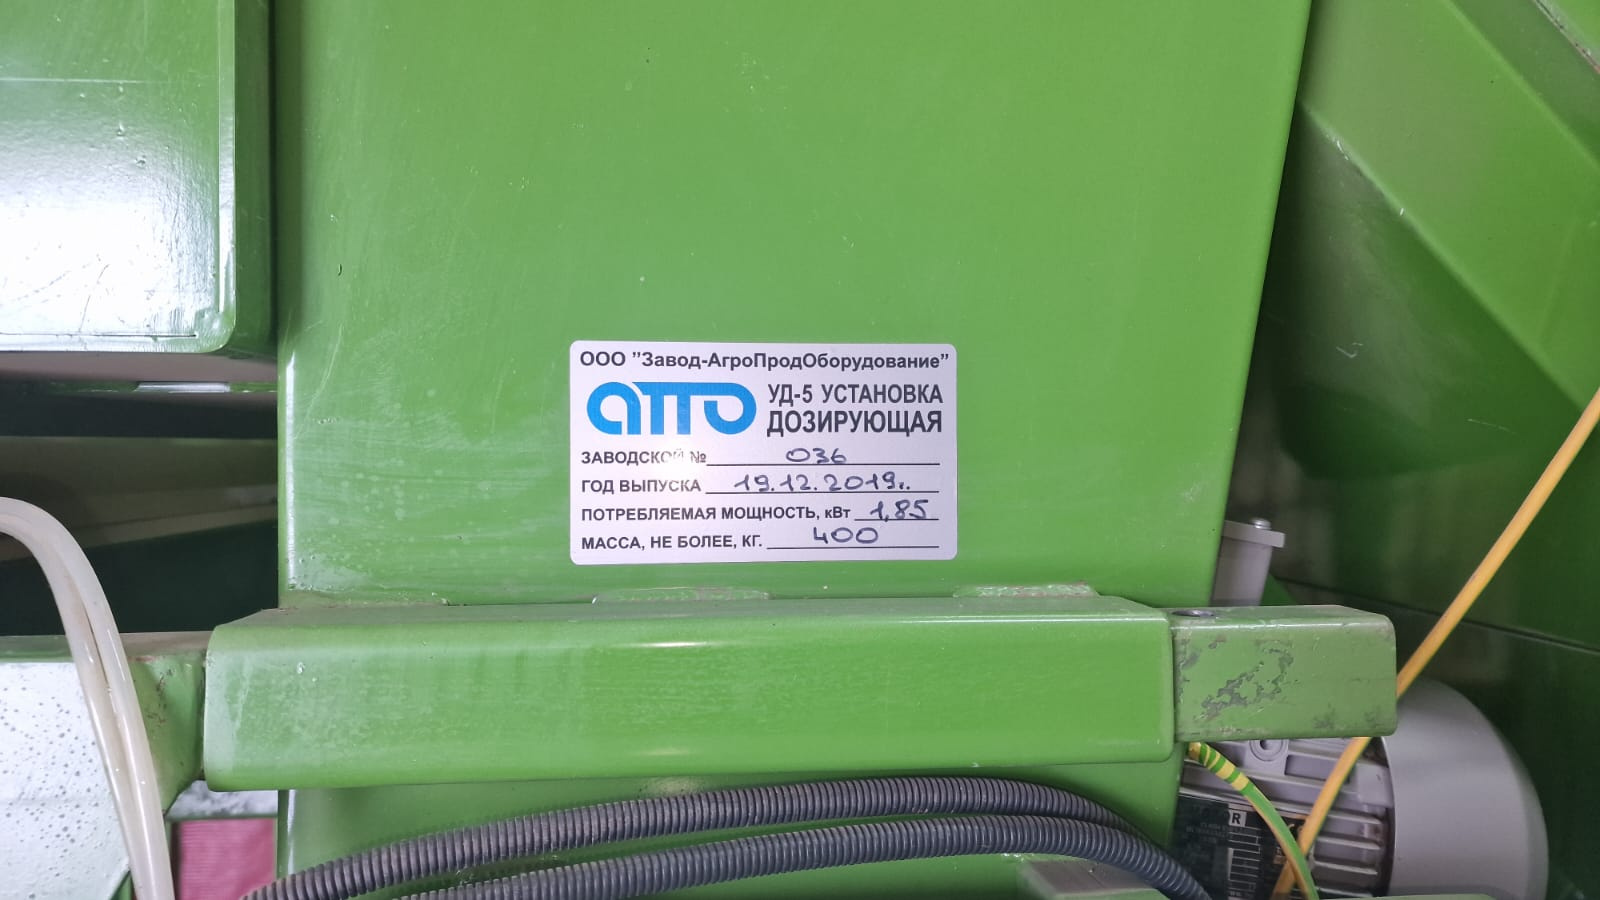 ООО "Завод-АгроПродОборудование"
аппо УД-5 УСТАНОВКА
ДОЗИРУЮЩАЯ
ЗАВОДСКОЙ № 036
ГОД ВЫПУСКА 19.12.2019г.
ПОТРЕБЛЯЕМАЯ МОЩНОСТЬ, кВт 1,85
МАССА, НЕ БОЛЕЕ, КГ. 400